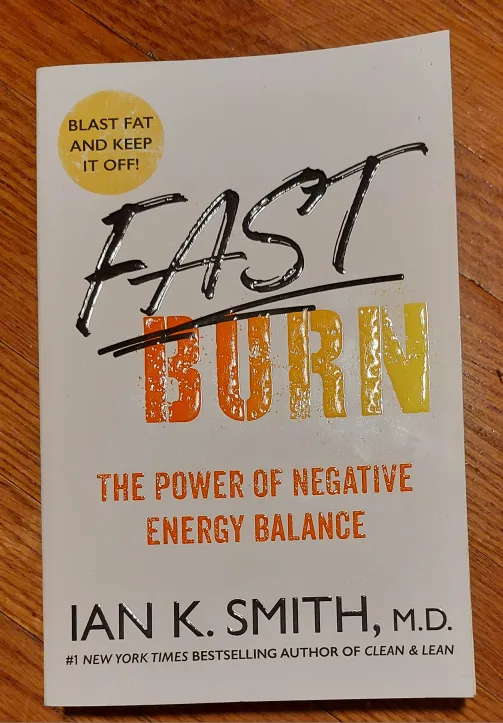 BLAST FAT
AND KEEP
IT OFF!
FAST
BURN
THE POWER OF NEGATIVE
ENERGY BALANCE
IAN K. SMITH, M.D.
#1 NEW YORK TIMES BESTSELLING AUTHOR OF CLEAN & LEAN